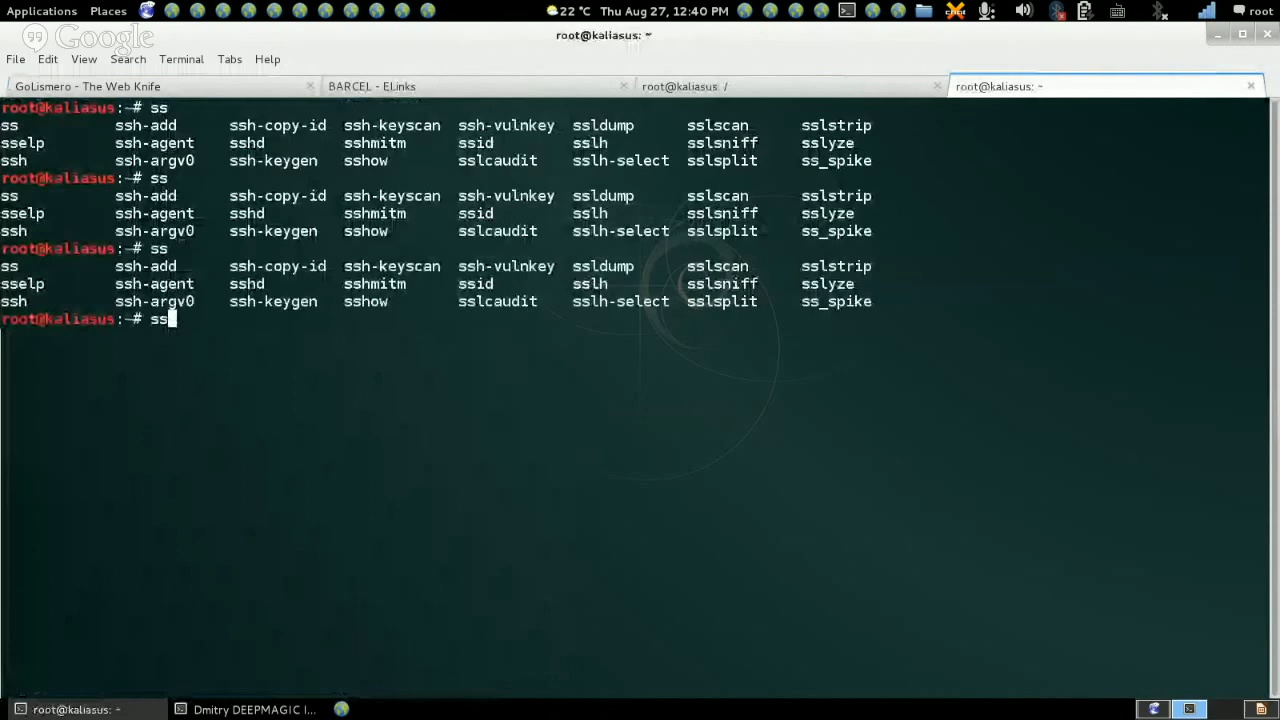 Applications Places 22 °C Thu Aug 27, 12:40 PM root
Google
root@kaliasus: ~
File Edit View Search Terminal Tabs Help
GoLismero - The Web Knife BARCEL - ELinks root@kaliasus: / root@kaliasus: ~
root@kaliasus:~# ss
ss ssh-add ssh-copy-id ssh-keyscan ssh-vulnkey ssldump sslscan sslstrip
sselp ssh-agent sshd sshmitm ssid sslh sslsniff sslyze
ssh ssh-argv0 ssh-keygen sshow sslcaudit sslh-select sslsplit ss_spike
root@kaliasus:~# ss
ss ssh-add ssh-copy-id ssh-keyscan ssh-vulnkey ssldump sslscan sslstrip
sselp ssh-agent sshd sshmitm ssid sslh sslsniff sslyze
ssh ssh-argv0 ssh-keygen sshow sslcaudit sslh-select sslsplit ss_spike
root@kaliasus:~# ss
ss ssh-add ssh-copy-id ssh-keyscan ssh-vulnkey ssldump sslscan sslstrip
sselp ssh-agent sshd sshmitm ssid sslh sslsniff sslyze
ssh ssh-argv0 ssh-keygen sshow sslcaudit sslh-select sslsplit ss_spike
root@kaliasus:~# ss
root@kaliasus: ~ Dmitry DEEPMAGIC I...